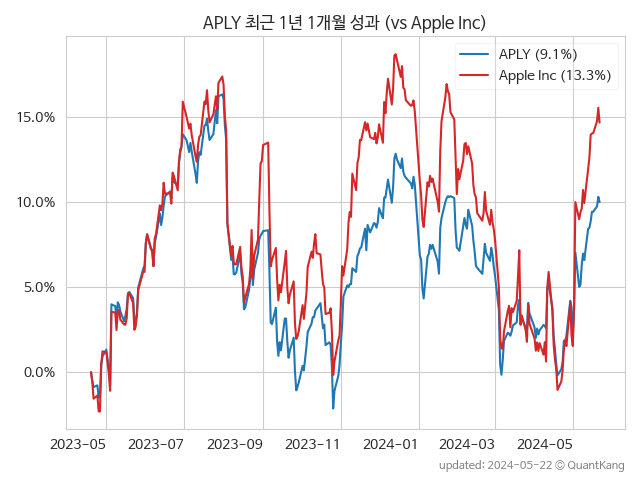 APLY 최근 1년 1개월 성과 (vs Apple Inc)
APLY (9.1%)
Apple Inc (13.3%)
15.0%
10.0%
5.0%
0.0%
2023-05 2023-07 2023-09 2023-11 2024-01 2024-03 2024-05
updated: 2024-05-22 © QuantKang